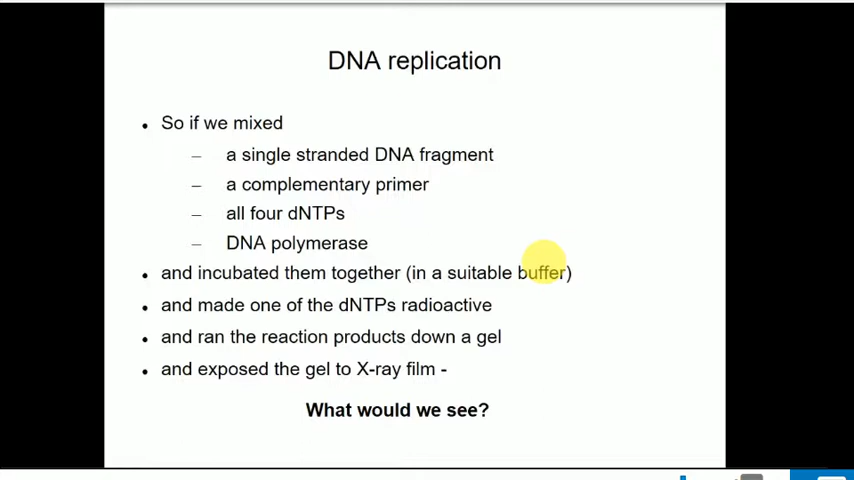 DNA replication
• So if we mixed
– a single stranded DNA fragment
– a complementary primer
– all four dNTPs
– DNA polymerase
• and incubated them together (in a suitable buffer)
• and made one of the dNTPs radioactive
• and ran the reaction products down a gel
• and exposed the gel to X-ray film -
What would we see?